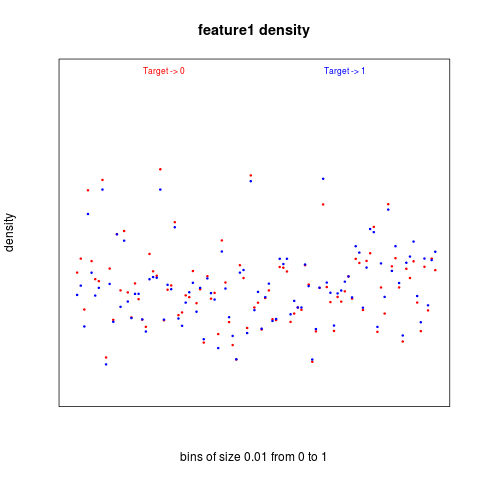 feature1 density
Target -> 0
Target -> 1
density
bins of size 0.01 from 0 to 1